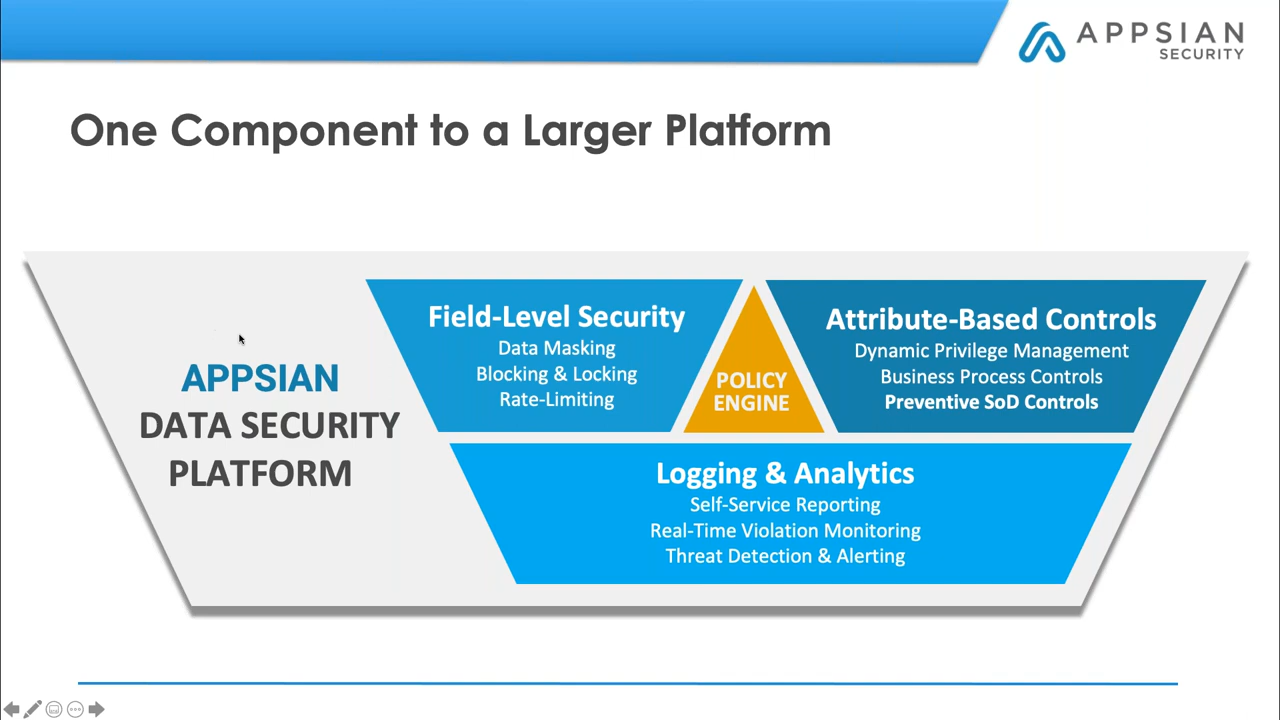 APPSIAN
SECURITY
One Component to a Larger Platform
APPSIAN
DATA SECURITY
PLATFORM
Field-Level Security
Data Masking
Blocking & Locking
Rate-Limiting
POLICY
ENGINE
Attribute-Based Controls
Dynamic Privilege Management
Business Process Controls
Preventive SoD Controls
Logging & Analytics
Self-Service Reporting
Real-Time Violation Monitoring
Threat Detection & Alerting